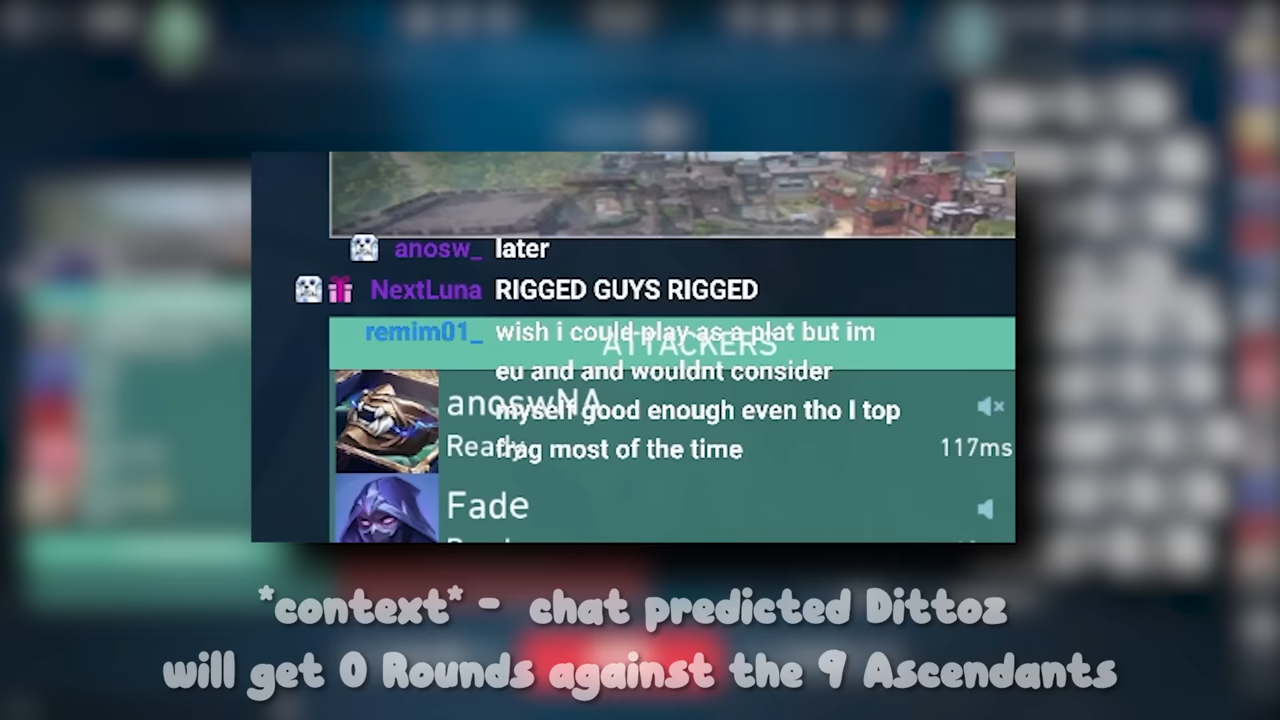 anosw_ later
NextLuna RIGGED GUYS RIGGED
remim01_ wish i could play as a plat but im
ATTACKERS
eu and and wouldnt consider
anoswNA
myself good enough even tho I top
Ready
frag most of the time
117ms
Fade
*context* - chat predicted Dittoz
will get 0 Rounds against the 9 Ascendants